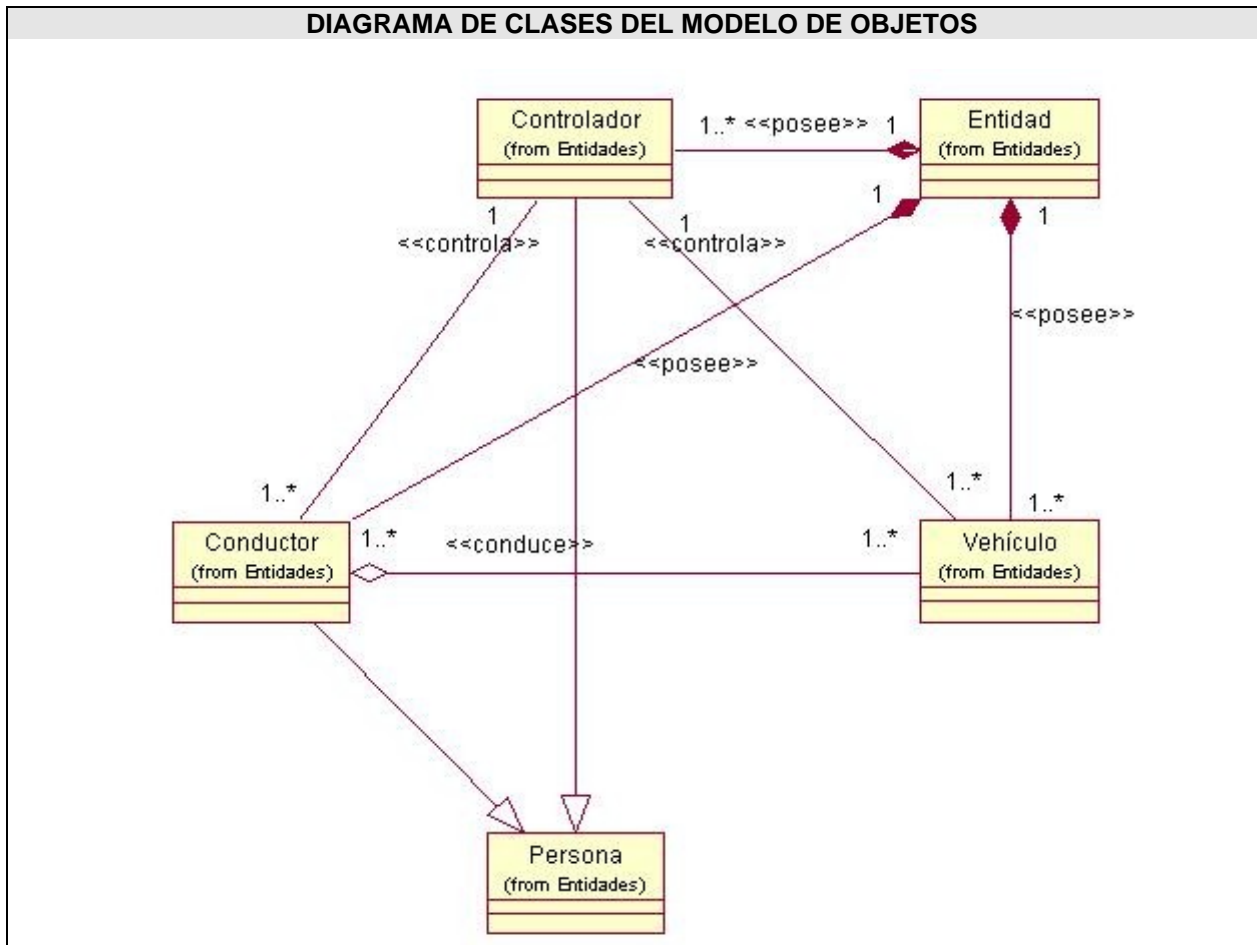 DIAGRAMA DE CLASES DEL MODELO DE OBJETOS
Controlador
(from Entidades)
1..* <<posee>> 1
Entidad
(from Entidades)
1
<<controla>>
1
<<controla>>
1
1
<<posee>>
<<posee>>
1..*
1..*
1..*
Conductor
(from Entidades)
1..*
<<conduce>>
1..*
Vehículo
(from Entidades)
Persona
(from Entidades)